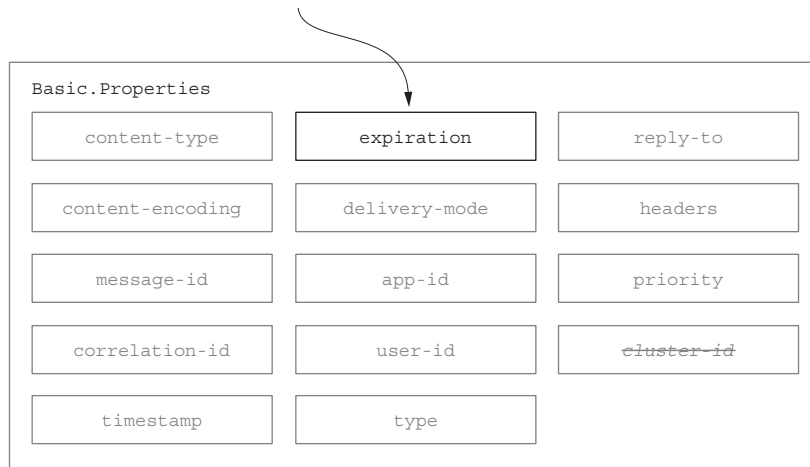 Basic.Properties
content-type expiration reply-to
content-encoding delivery-mode headers
message-id app-id priority
correlation-id user-id cluster-id
timestamp type